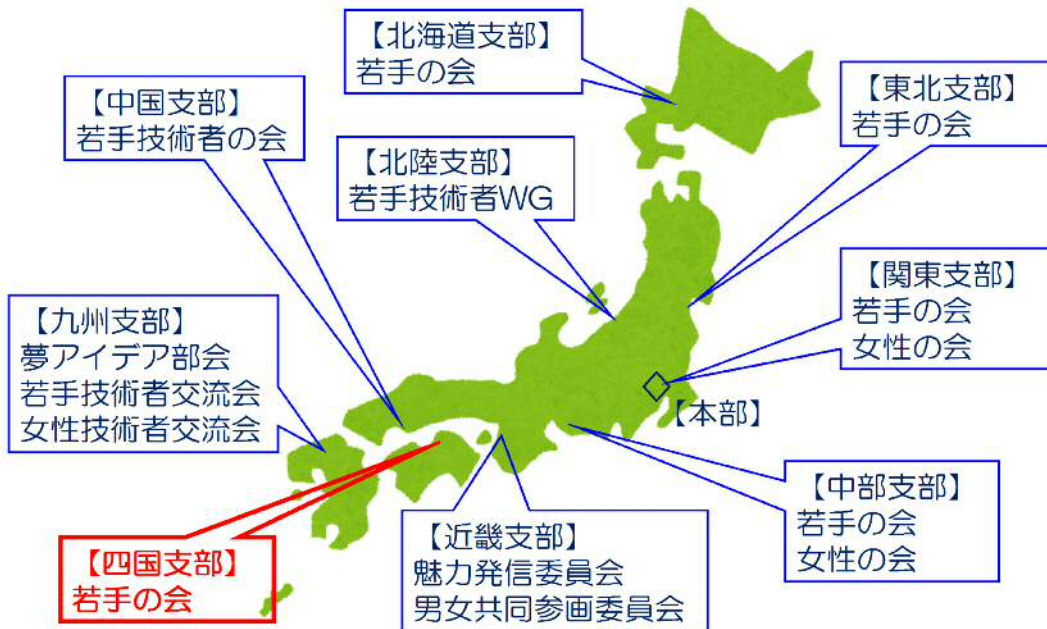 【北海道支部】
若手の会
【中国支部】
若手技術者の会
【東北支部】
若手の会
【北陸支部】
若手技術者WG
【関東支部】
若手の会
女性の会
【九州支部】
夢アイデア部会
若手技術者交流会
女性技術者交流会
【本部】
【中部支部】
若手の会
女性の会
【近畿支部】
魅力発信委員会
男女共同参画委員会
【四国支部】
若手の会